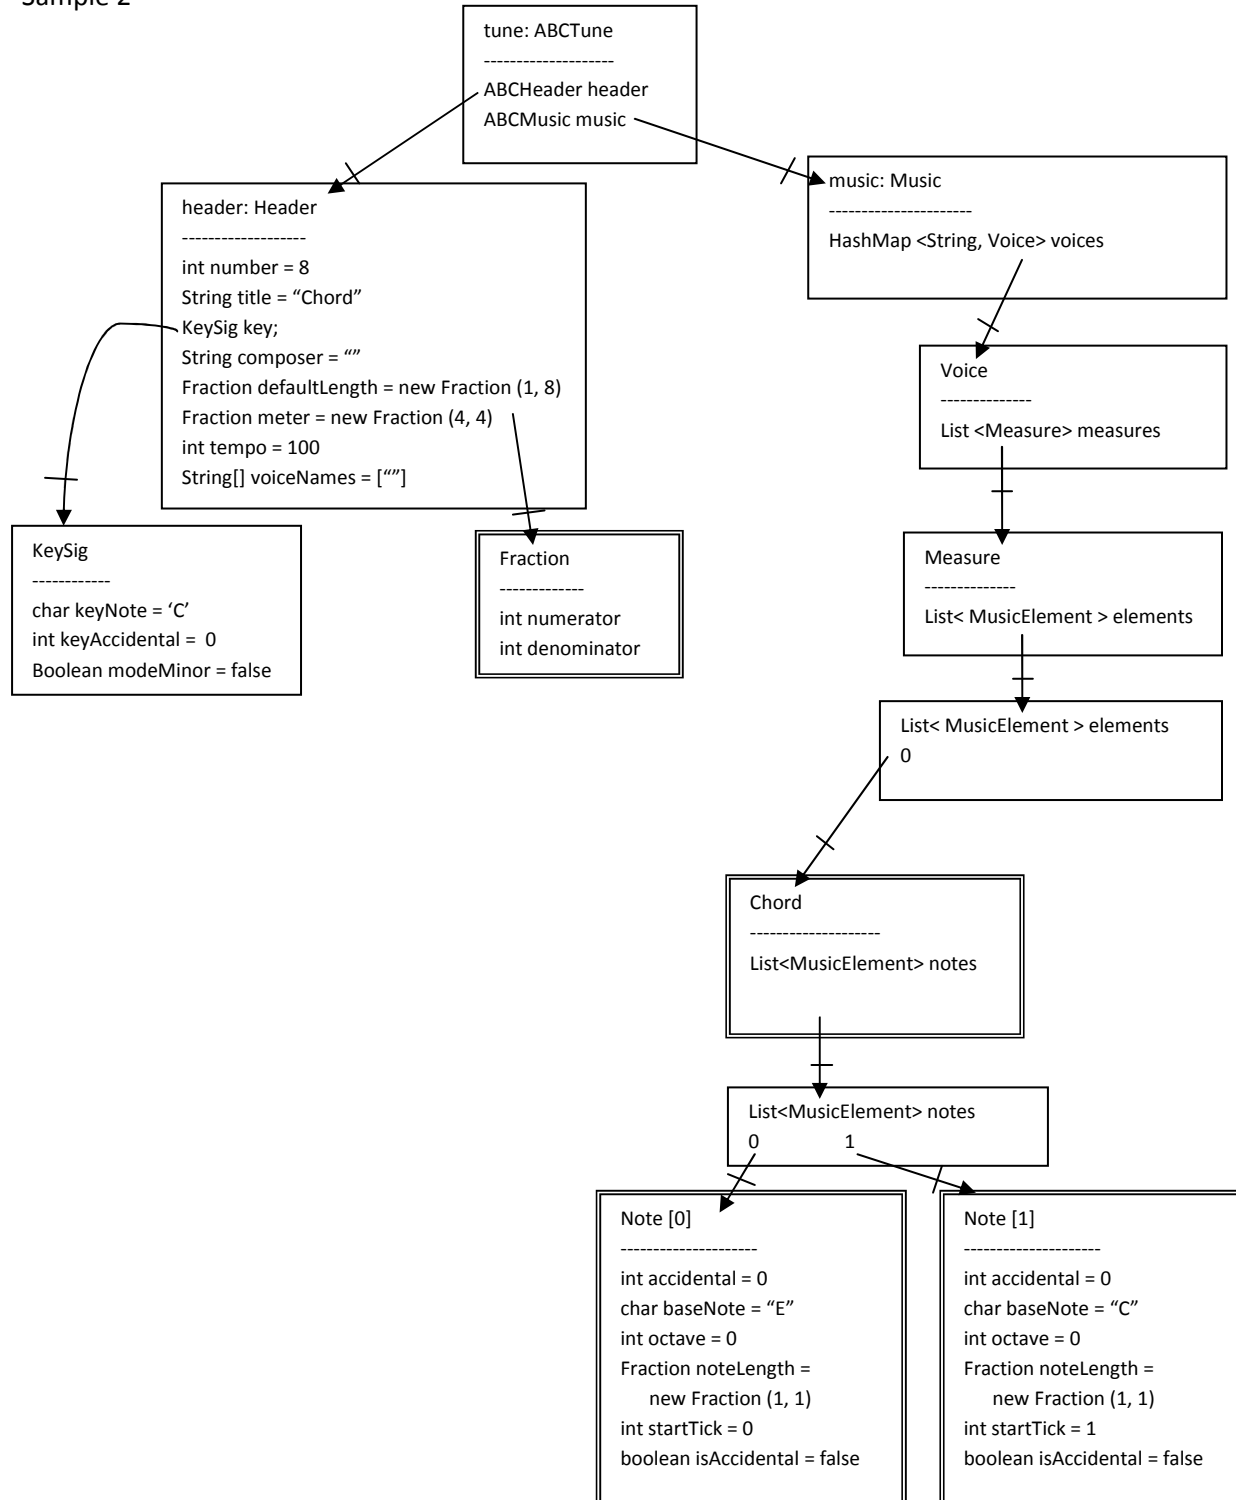 Sample 2
tune: ABCTune
--------------------
ABCHeader header
ABCMusic music
header: Header
-------------------
int number = 8
String title = “Chord”
KeySig key;
String composer = “”
Fraction defaultLength = new Fraction (1, 8)
Fraction meter = new Fraction (4, 4)
int tempo = 100
String[] voiceNames = [“”]
music: Music
----------------------
HashMap <String, Voice> voices
Voice
--------------
List <Measure> measures
KeySig
------------
char keyNote = ‘C’
int keyAccidental = 0
Boolean modeMinor = false
Fraction
-------------
int numerator
int denominator
Measure
--------------
List< MusicElement > elements
List< MusicElement > elements
0
Chord
--------------------
List<MusicElement> notes
List<MusicElement> notes
0 1
Note [0]
---------------------
int accidental = 0
char baseNote = “E”
int octave = 0
Fraction noteLength =
new Fraction (1, 1)
int startTick = 0
boolean isAccidental = false
Note [1]
---------------------
int accidental = 0
char baseNote = “C”
int octave = 0
Fraction noteLength =
new Fraction (1, 1)
int startTick = 1
boolean isAccidental = false